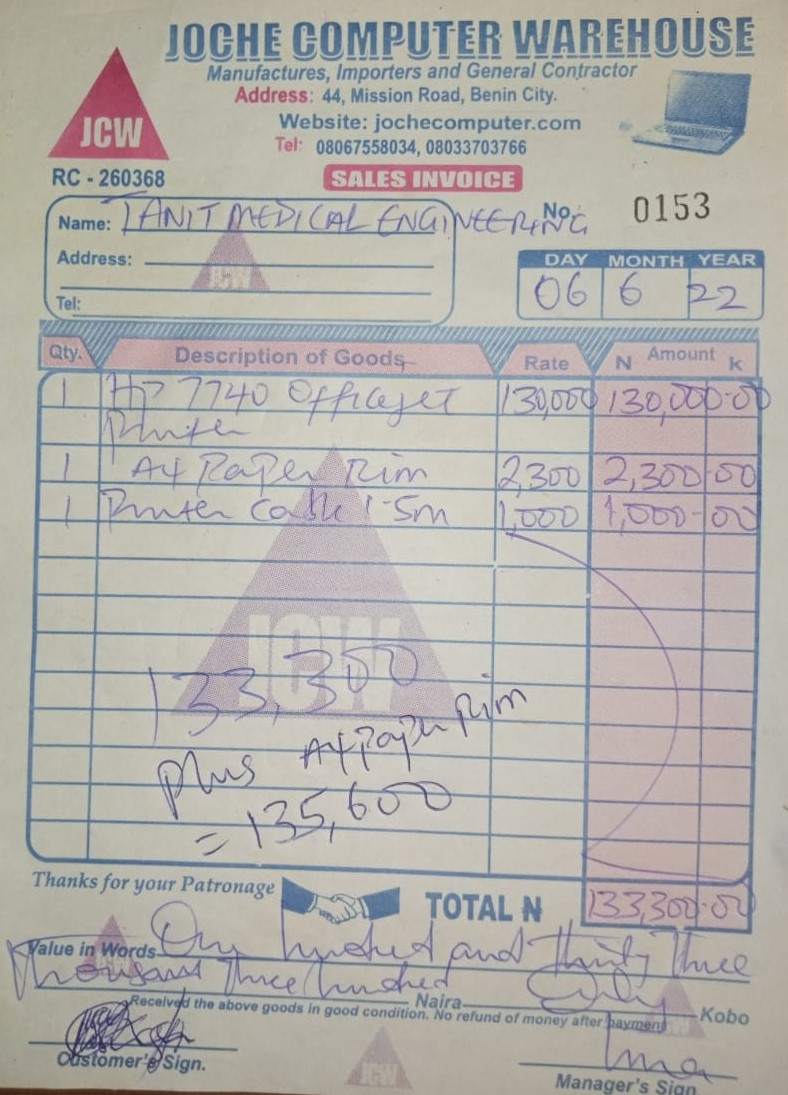 JOCHE COMPUTER WAREHOUSE
Manufactures, Importers and General Contractor
Address: 44, Mission Road, Benin City.
Website: jochecomputer.com
Tel: 08067558034, 08033703766
JCW
RC - 260368
SALES INVOICE
Name: TANIT MEDICAL ENGINEERING
No. 0153
Address:
Tel:
JCW
DAY MONTH YEAR
06 6 22
Qty. Description of Goods Rate N Amount k
1 HP 7740 Officejet 130,000 130,000.00
Printer
1 A4 Paper Rim 2,300 2,300.00
1 Printer Cable 1.5m 1,000 1,000-00
JCW
133,300
plus A4 Paper Rim
= 135,600
Thanks for your Patronage
TOTAL N 133,300.00
Value in Words One hundred and Thirty Three
Thousand Three hundred Naira Only Kobo
Received the above goods in good condition. No refund of money after payment
Customer's Sign.
Manager's Sign
JCW